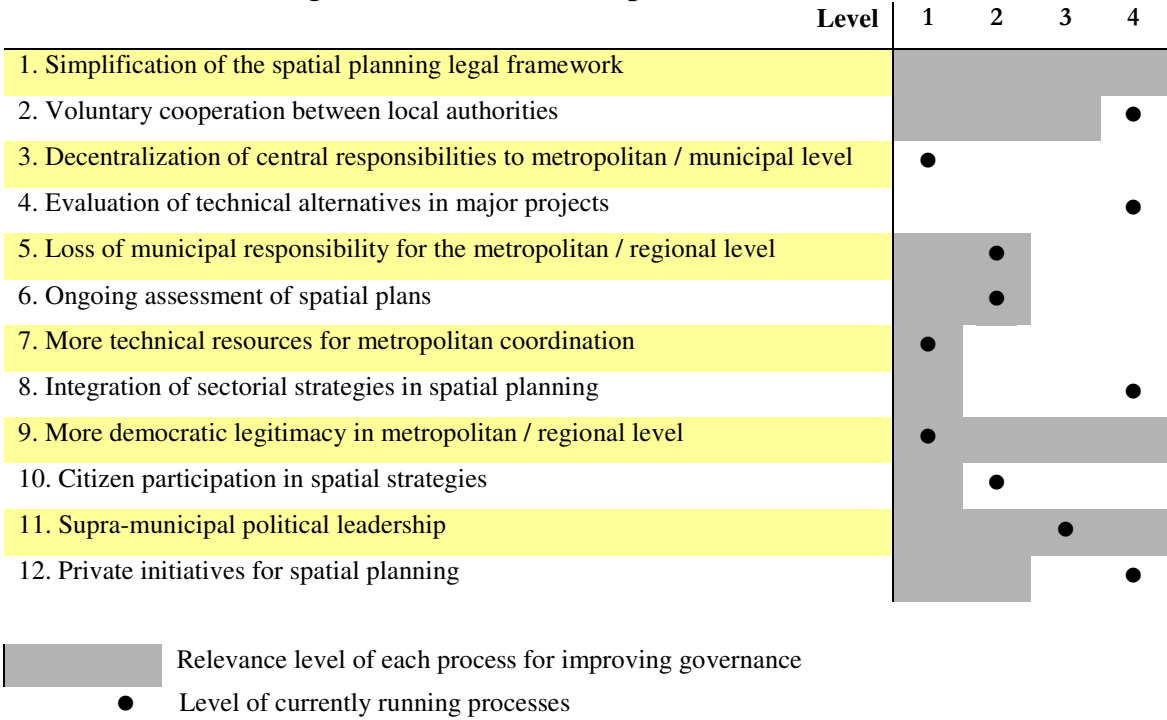 Level 1 2 3 4
1. Simplification of the spatial planning legal framework
2. Voluntary cooperation between local authorities
3. Decentralization of central responsibilities to metropolitan / municipal level
4. Evaluation of technical alternatives in major projects
5. Loss of municipal responsibility for the metropolitan / regional level
6. Ongoing assessment of spatial plans
7. More technical resources for metropolitan coordination
8. Integration of sectorial strategies in spatial planning
9. More democratic legitimacy in metropolitan / regional level
10. Citizen participation in spatial strategies
11. Supra-municipal political leadership
12. Private initiatives for spatial planning
Relevance level of each process for improving governance
Level of currently running processes